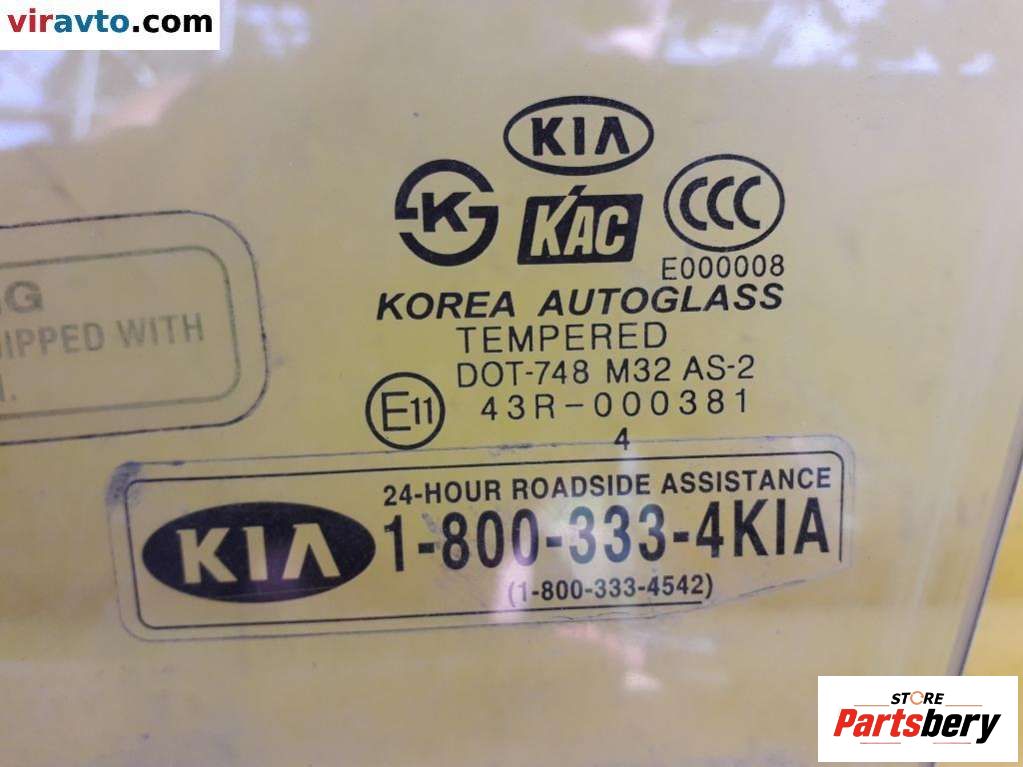 viravto.com
KIA
K
KAC
CCC
E000008
KOREA AUTOGLASS
TEMPERED
DOT-748 M32 AS-2
E11 43R-000381
4
G
IPPED WITH
24-HOUR ROADSIDE ASSISTANCE
KIA 1-800-333-4KIA
(1-800-333-4542)
STORE
Partsbery